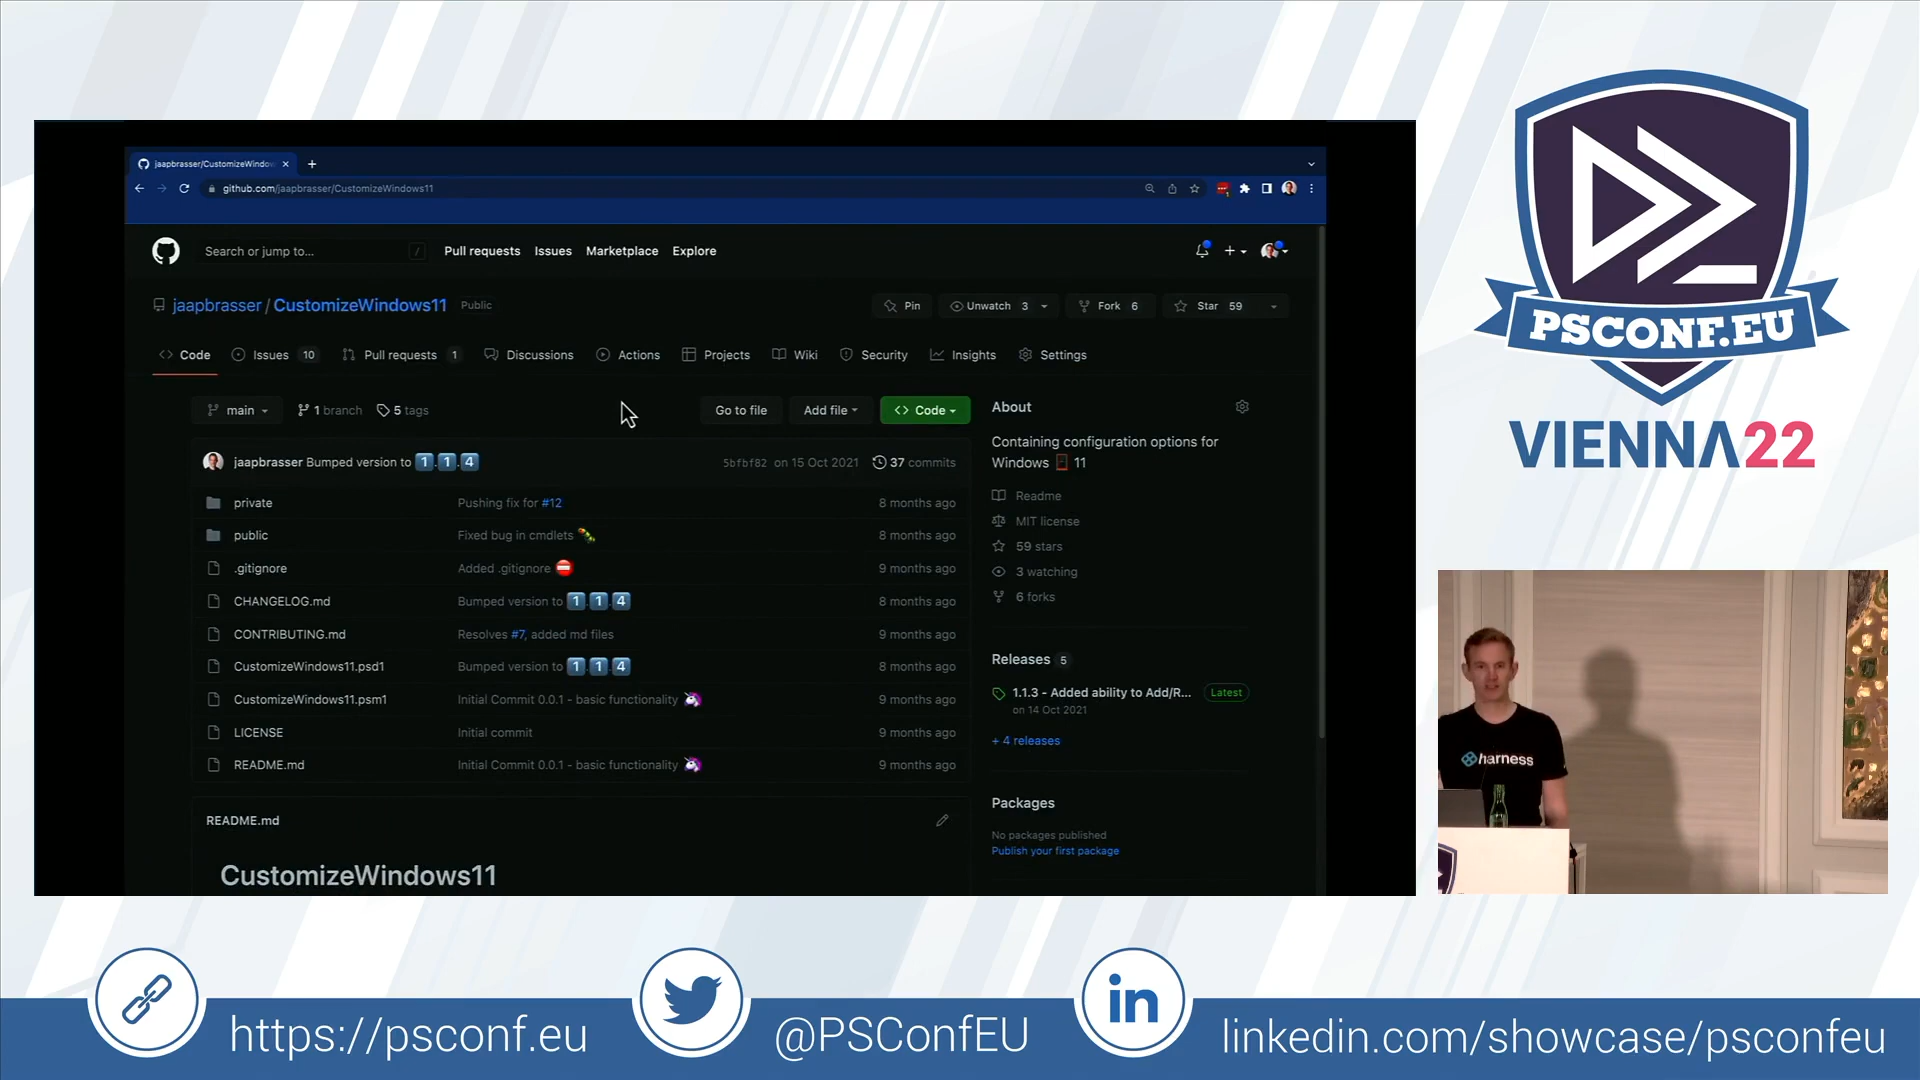 jaapbrasser/CustomizeWindow
github.com/jaapbrasser/CustomizeWindows11
Search or jump to... /
Pull requests Issues Marketplace Explore
jaapbrasser / CustomizeWindows11 Public
Pin Unwatch 3 Fork 6 Star 59
Code Issues 10 Pull requests 1 Discussions Actions Projects Wiki Security Insights Settings
main 1 branch 5 tags Go to file Add file Code
jaapbrasser Bumped version to 1 . 1 . 4 5bfbf82 on 15 Oct 2021 37 commits
private Pushing fix for #12 8 months ago
public Fixed bug in cmdlets 8 months ago
.gitignore Added .gitignore 9 months ago
CHANGELOG.md Bumped version to 1 . 1 . 4 8 months ago
CONTRIBUTING.md Resolves #7, added md files 9 months ago
CustomizeWindows11.psd1 Bumped version to 1 . 1 . 4 8 months ago
CustomizeWindows11.psm1 Initial Commit 0.0.1 - basic functionality 9 months ago
LICENSE Initial commit 9 months ago
README.md Initial Commit 0.0.1 - basic functionality 9 months ago
README.md
CustomizeWindows11
About
Containing configuration options for
Windows 11
Readme
MIT license
59 stars
3 watching
6 forks
Releases 5
1.1.3 - Added ability to Add/R... Latest
on 14 Oct 2021
+ 4 releases
Packages
No packages published
Publish your first package
PSCONF.EU
VIENNA22
harness
https://psconf.eu
@PSConfEU
in
linkedin.com/showcase/psconfeu